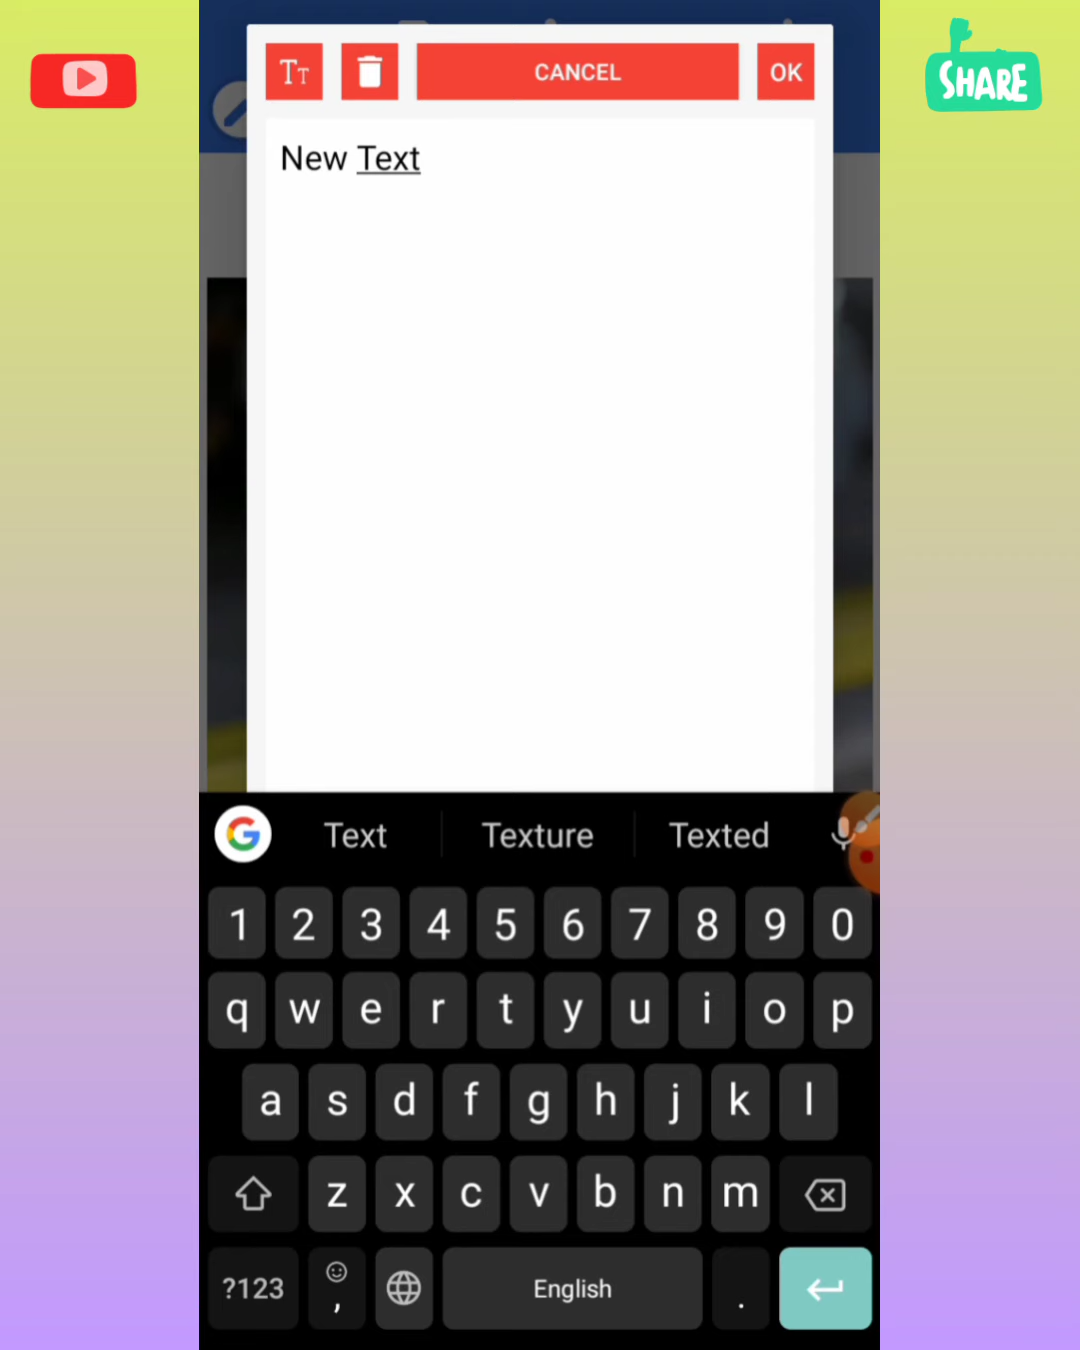 SHARE
CANCEL
OK
New Text
Text Texture Texted
1 2 3 4 5 6 7 8 9 0
q w e r t y u i o p
a s d f g h j k l
z x c v b n m
?123 , English .